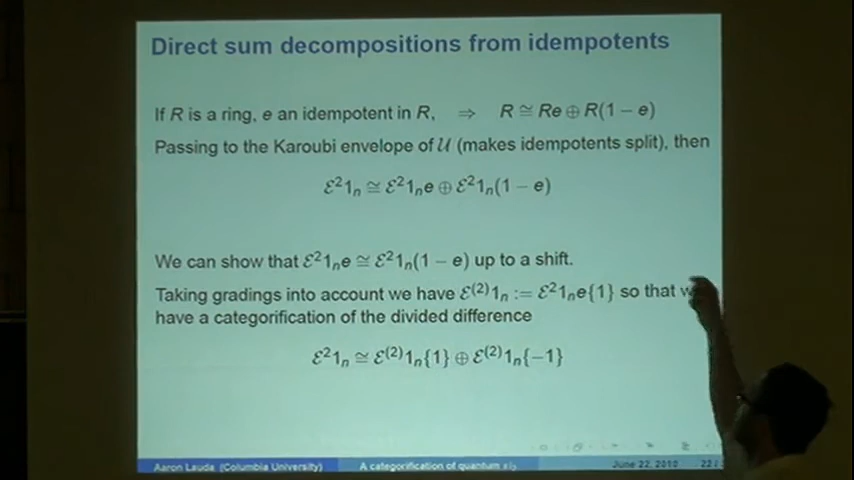 Direct sum decompositions from idempotents
If R is a ring, e an idempotent in R, ⇒ R ≅ Re ⊕ R(1 − e)
Passing to the Karoubi envelope of 𝒰 (makes idempotents split), then
ℰ²1ₙ ≅ ℰ²1ₙe ⊕ ℰ²1ₙ(1 − e)
We can show that ℰ²1ₙe ≅ ℰ²1ₙ(1 − e) up to a shift.
Taking gradings into account we have ℰ⁽²⁾1ₙ := ℰ²1ₙe{1} so that
have a categorification of the divided difference
ℰ²1ₙ ≅ ℰ⁽²⁾1ₙ{1} ⊕ ℰ⁽²⁾1ₙ{−1}
Aaron Lauda (Columbia University) A categorification of quantum sl₂ June 22, 2010 22 /